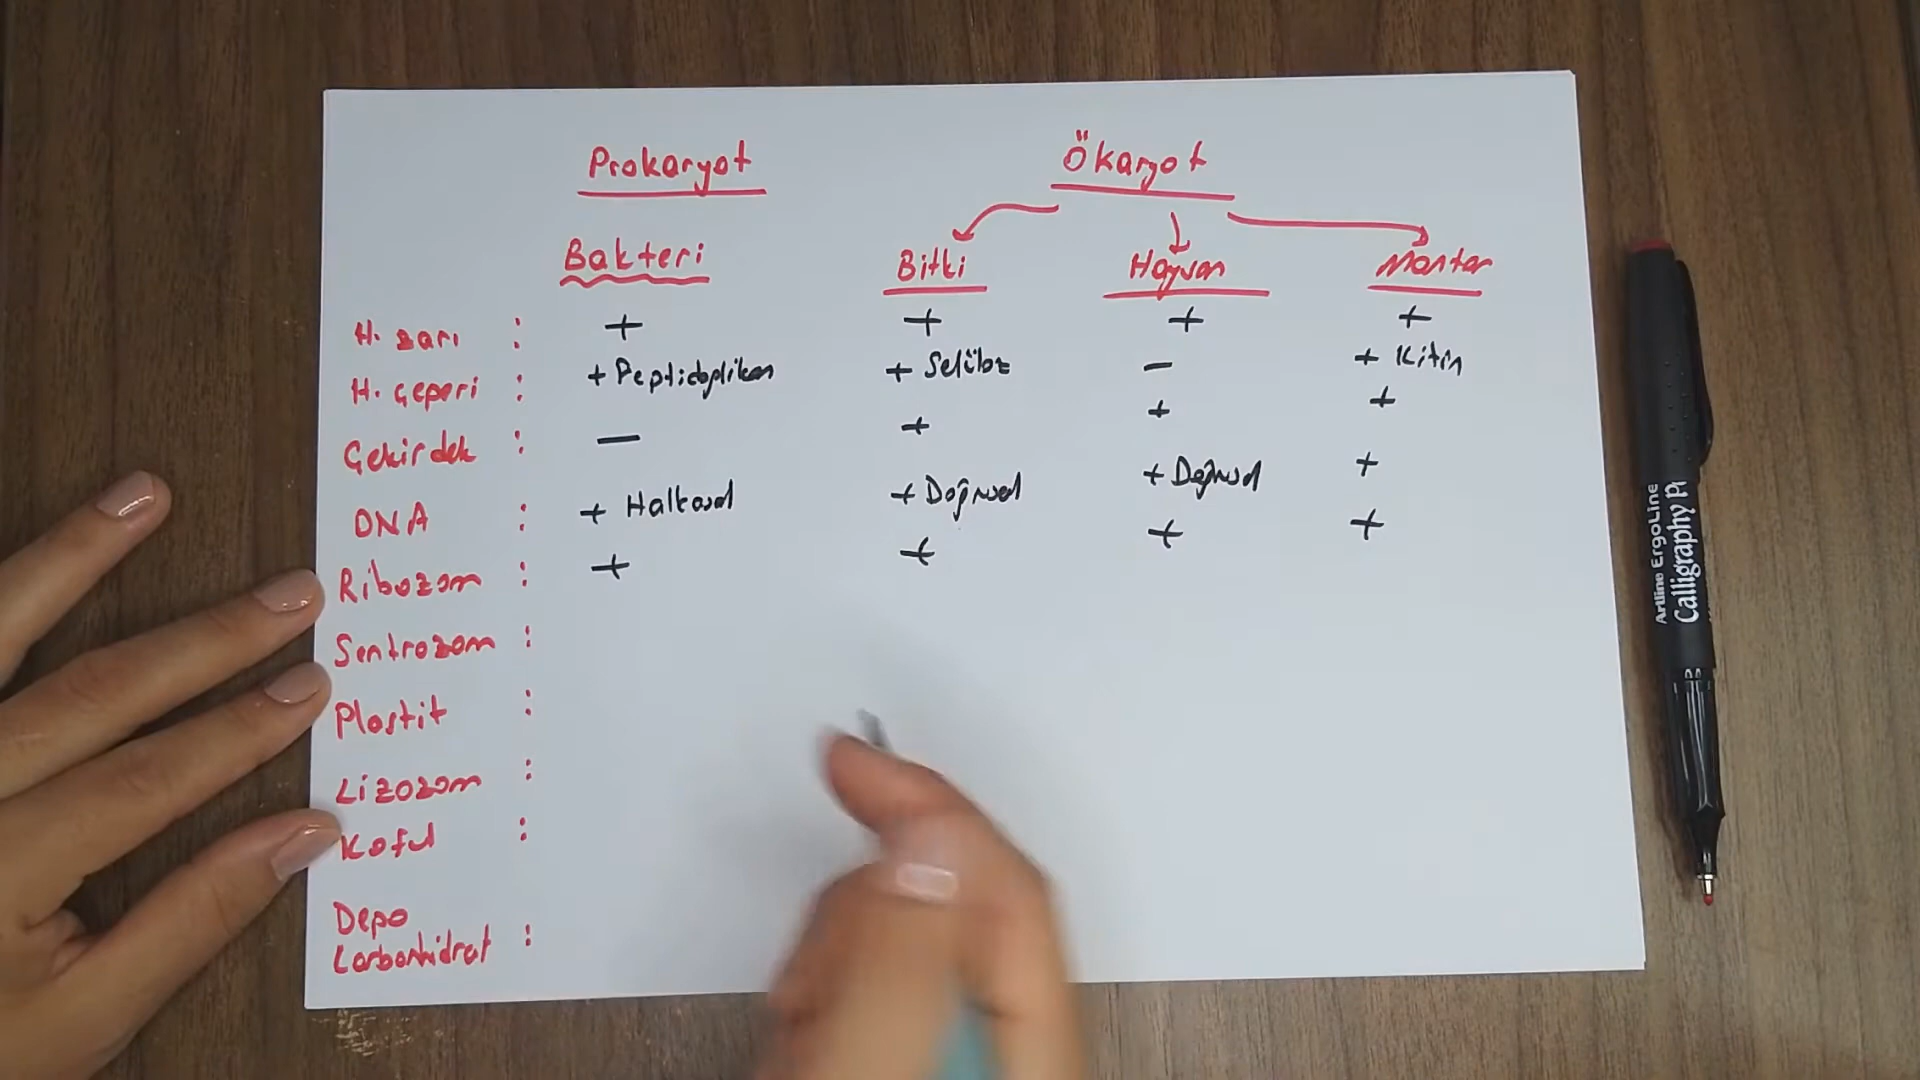 Prokaryot Ökaryot
Bakteri Bitki Hayvan Mantar
H. zarı : + + + +
H. Çeperi : + Peptidoglikan + Selüloz - + Kitin
Çekirdek : - + + +
DNA : + Halkasal + Doğrusal + Doğrusal +
Ribozom : + + + +
Sentrozom :
Plastit :
Lizozom :
Koful :
Depo
Karbonhidrat :
Artline ErgoLine
Calligraphy Pen